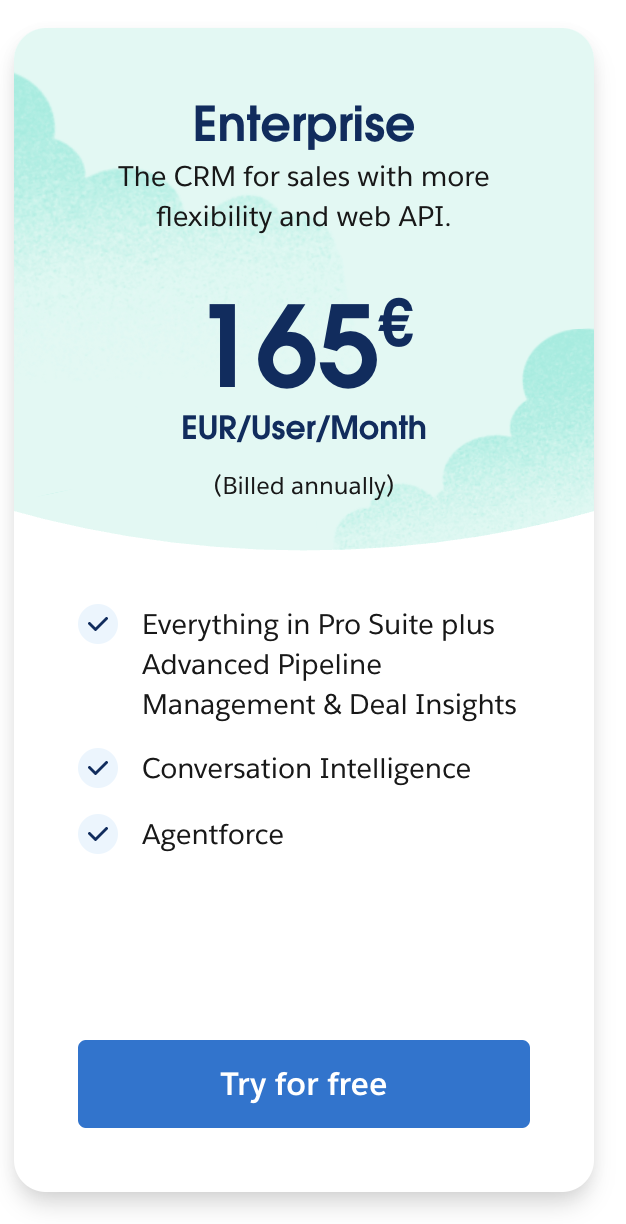 Enterprise
The CRM for sales with more
flexibility and web API.
165€
EUR/User/Month
(Billed annually)
Everything in Pro Suite plus
Advanced Pipeline
Management & Deal Insights
Conversation Intelligence
Agentforce
Try for free